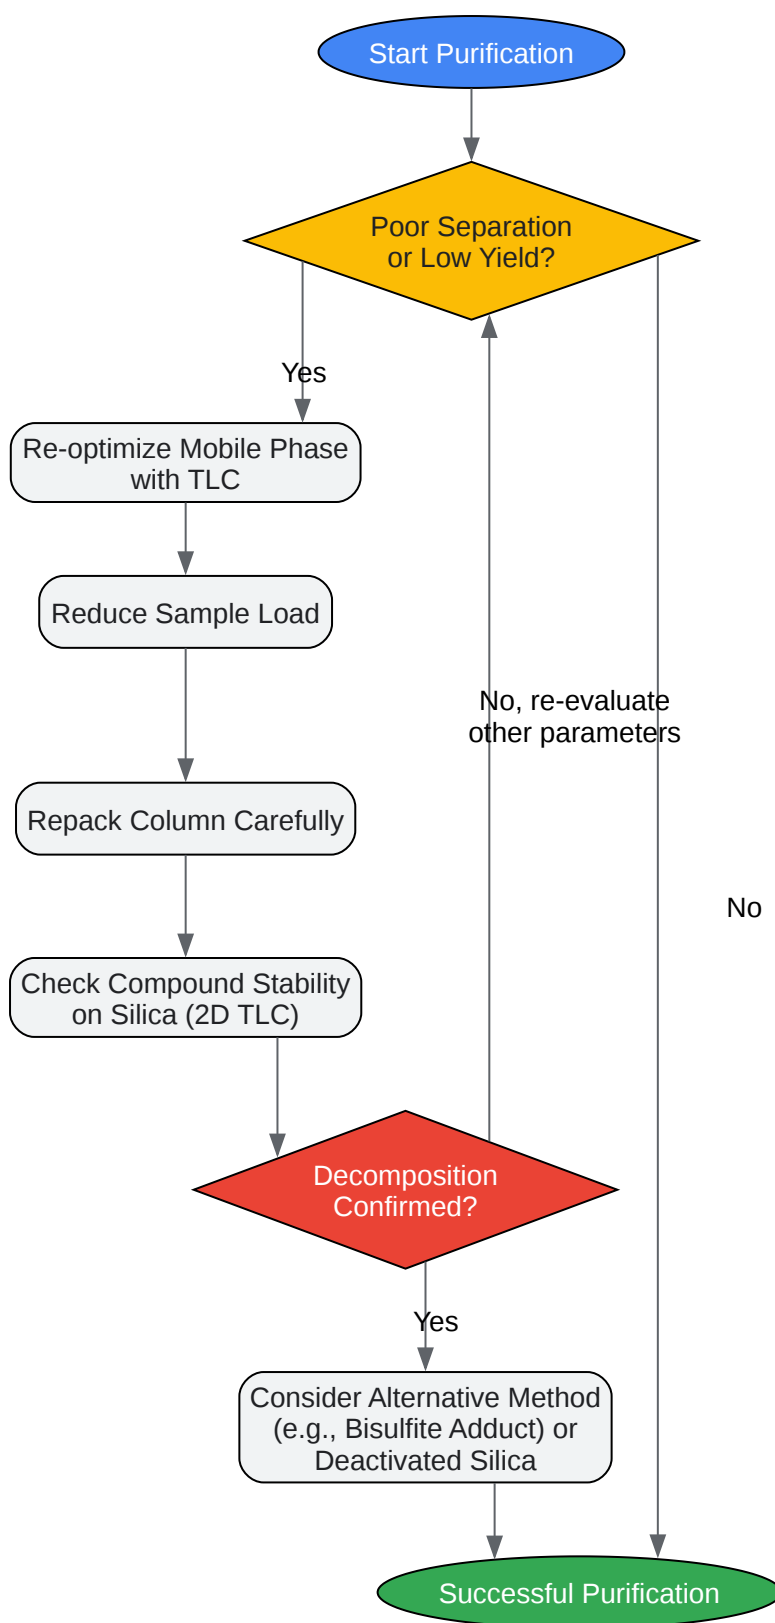 Start Purification
Poor Separation
or Low Yield?
Yes
Re-optimize Mobile Phase
with TLC
Reduce Sample Load
No, re-evaluate
other parameters
Repack Column Carefully
No
Check Compound Stability
on Silica (2D TLC)
Decomposition
Confirmed?
Yes
Consider Alternative Method
(e.g., Bisulfite Adduct) or
Deactivated Silica
Successful Purification